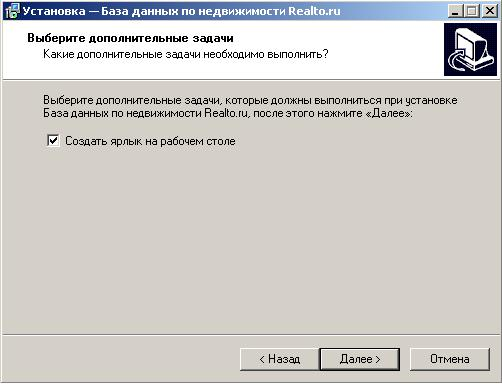 Установка — База данных по недвижимости Realto.ru
Выберите дополнительные задачи
Какие дополнительные задачи необходимо выполнить?
Выберите дополнительные задачи, которые должны выполниться при установке
База данных по недвижимости Realto.ru, после этого нажмите «Далее»:
Создать ярлык на рабочем столе
< Назад
Далее >
Отмена